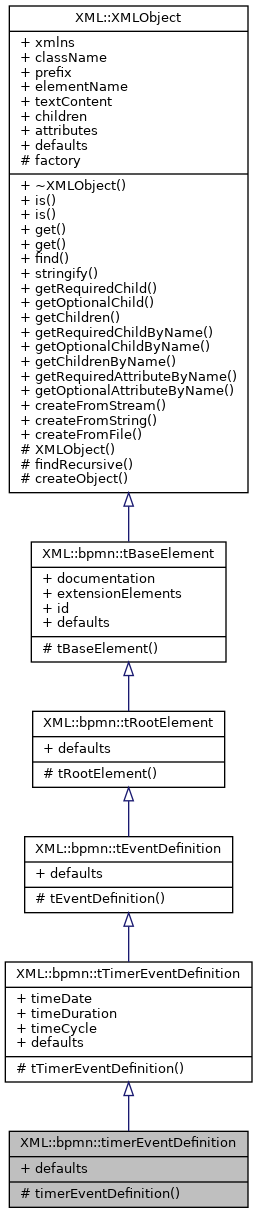 XML::XMLObject
+ xmlns
+ className
+ prefix
+ elementName
+ textContent
+ children
+ attributes
+ defaults
# factory
+ ~XMLObject()
+ is()
+ is()
+ get()
+ get()
+ find()
+ stringify()
+ getRequiredChild()
+ getOptionalChild()
+ getChildren()
+ getRequiredChildByName()
+ getOptionalChildByName()
+ getChildrenByName()
+ getRequiredAttributeByName()
+ getOptionalAttributeByName()
+ createFromStream()
+ createFromString()
+ createFromFile()
# XMLObject()
# findRecursive()
# createObject()
XML::bpmn::tBaseElement
+ documentation
+ extensionElements
+ id
+ defaults
# tBaseElement()
XML::bpmn::tRootElement
+ defaults
# tRootElement()
XML::bpmn::tEventDefinition
+ defaults
# tEventDefinition()
XML::bpmn::tTimerEventDefinition
+ timeDate
+ timeDuration
+ timeCycle
+ defaults
# tTimerEventDefinition()
XML::bpmn::timerEventDefinition
+ defaults
# timerEventDefinition()